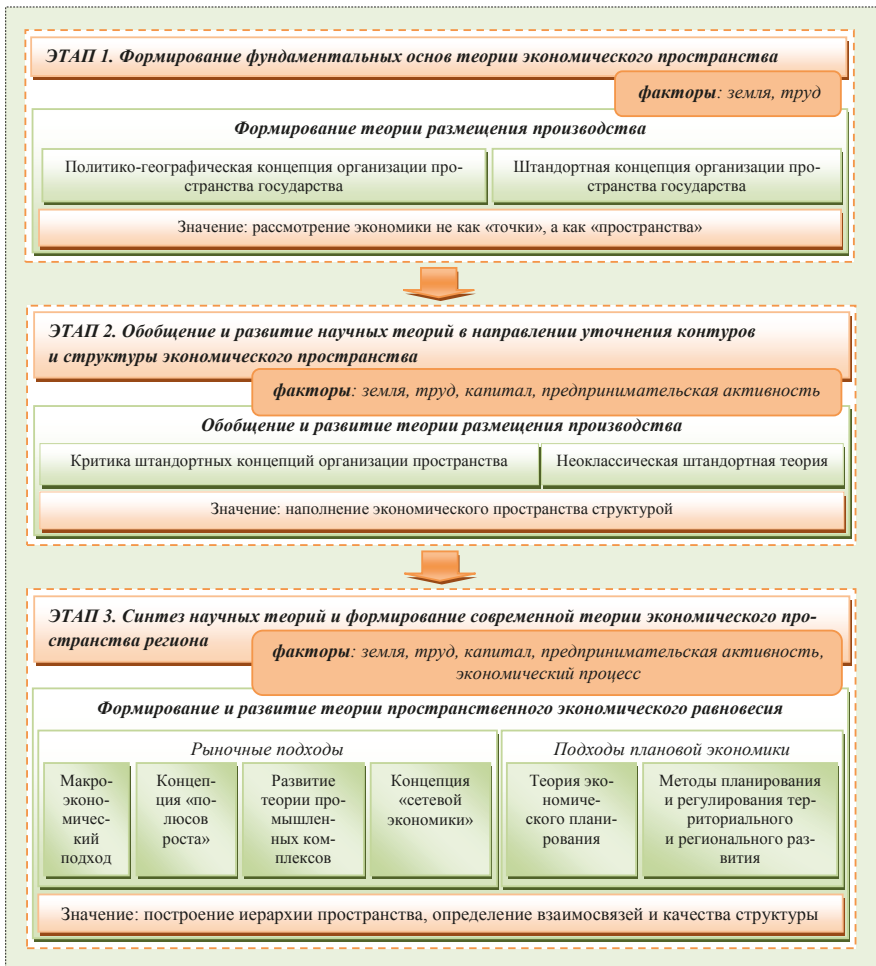 ЭТАП 1. Формирование фундаментальных основ теории экономического пространства
факторы: земля, труд
Формирование теории размещения производства
Политико-географическая концепция организации про-
странства государства
Штандортная концепция организации про-
странства государства
Значение: рассмотрение экономики не как «точки», а как «пространства»
ЭТАП 2. Обобщение и развитие научных теорий в направлении уточнения контуров
и структуры экономического пространства
факторы: земля, труд, капитал, предпринимательская активность
Обобщение и развитие теории размещения производства
Критика штандортных концепций организации пространства
Неоклассическая штандортная теория
Значение: наполнение экономического пространства структурой
ЭТАП 3. Синтез научных теорий и формирование современной теории экономического про-
странства региона
факторы: земля, труд, капитал, предпринимательская активность,
экономический процесс
Формирование и развитие теории пространственного экономического равновесия
Рыночные подходы
Макро-
эконо-
мичес-
кий
подход
Концеп-
ция «по-
люсов
роста»
Развитие
теории про-
мышлен-
ных ком-
плексов
Концепция
«сетевой
экономики»
Подходы плановой экономики
Теория эко-
номиче-
ского плани-
рования
Методы планирования
и регулирования тер-
риториального
и регионального раз-
вития
Значение: построение иерархии пространства, определение взаимосвязей и качества структуры